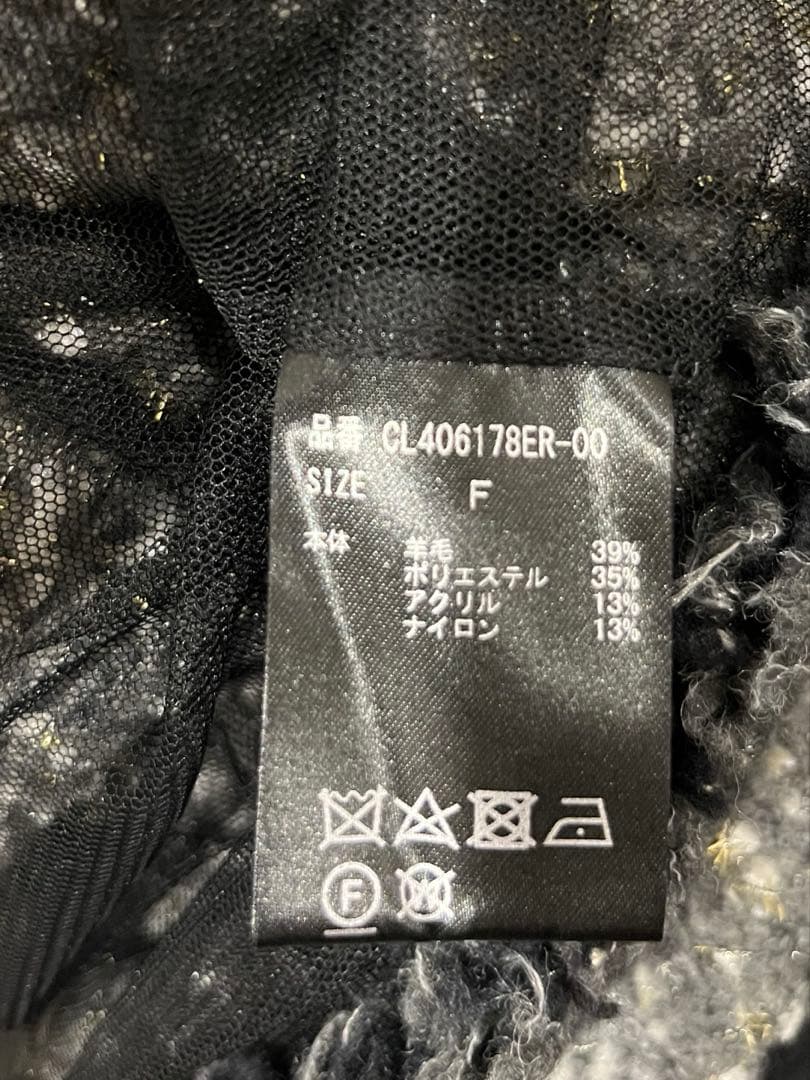 品番 CL406178ER-00
SIZE F
本体 羊毛 39%
ポリエステル 35%
アクリル 13%
ナイロン 13%
F W